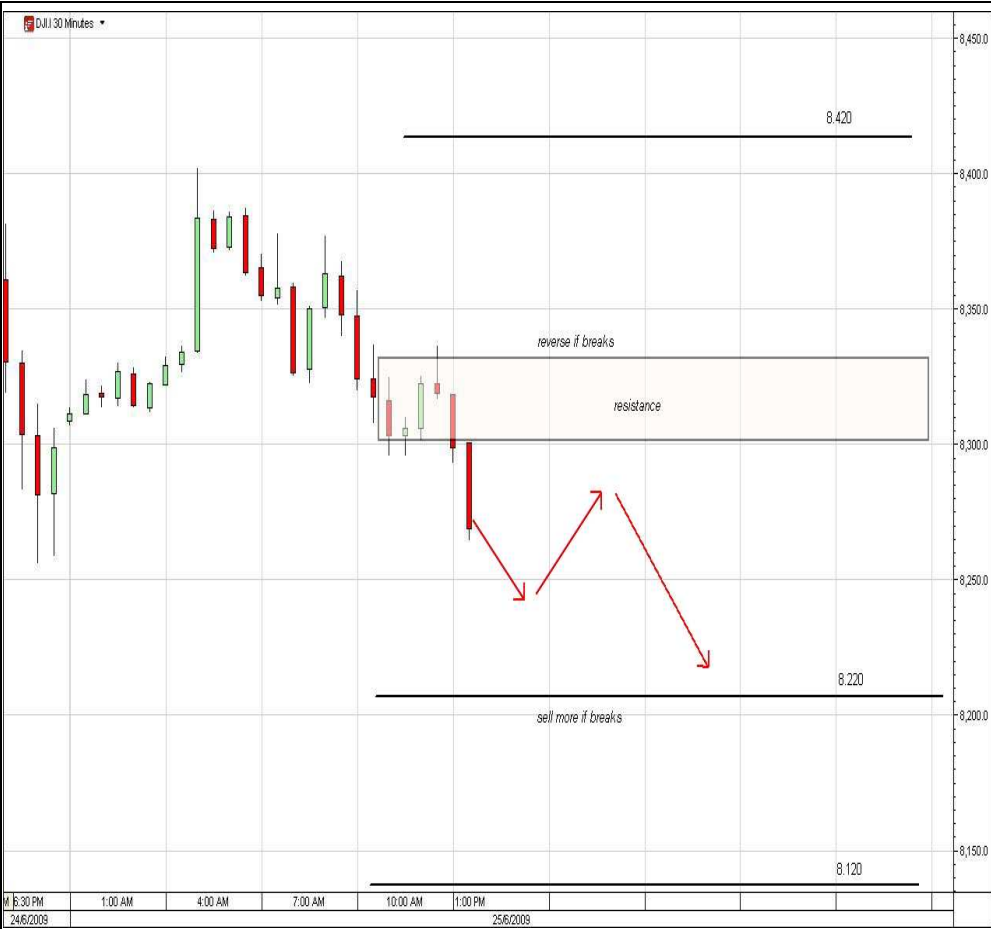 DJI.I 30 Minutes
8,450.0
8.420
8,400.0
8,350.0
reverse if breaks
resistance
8,300.0
8,250.0
8.220
sell more if breaks
8,200.0
8,150.0
8.120
M 6:30 PM 1:00 AM 4:00 AM 7:00 AM 10:00 AM 1:00 PM
24/6/2009 25/6/2009